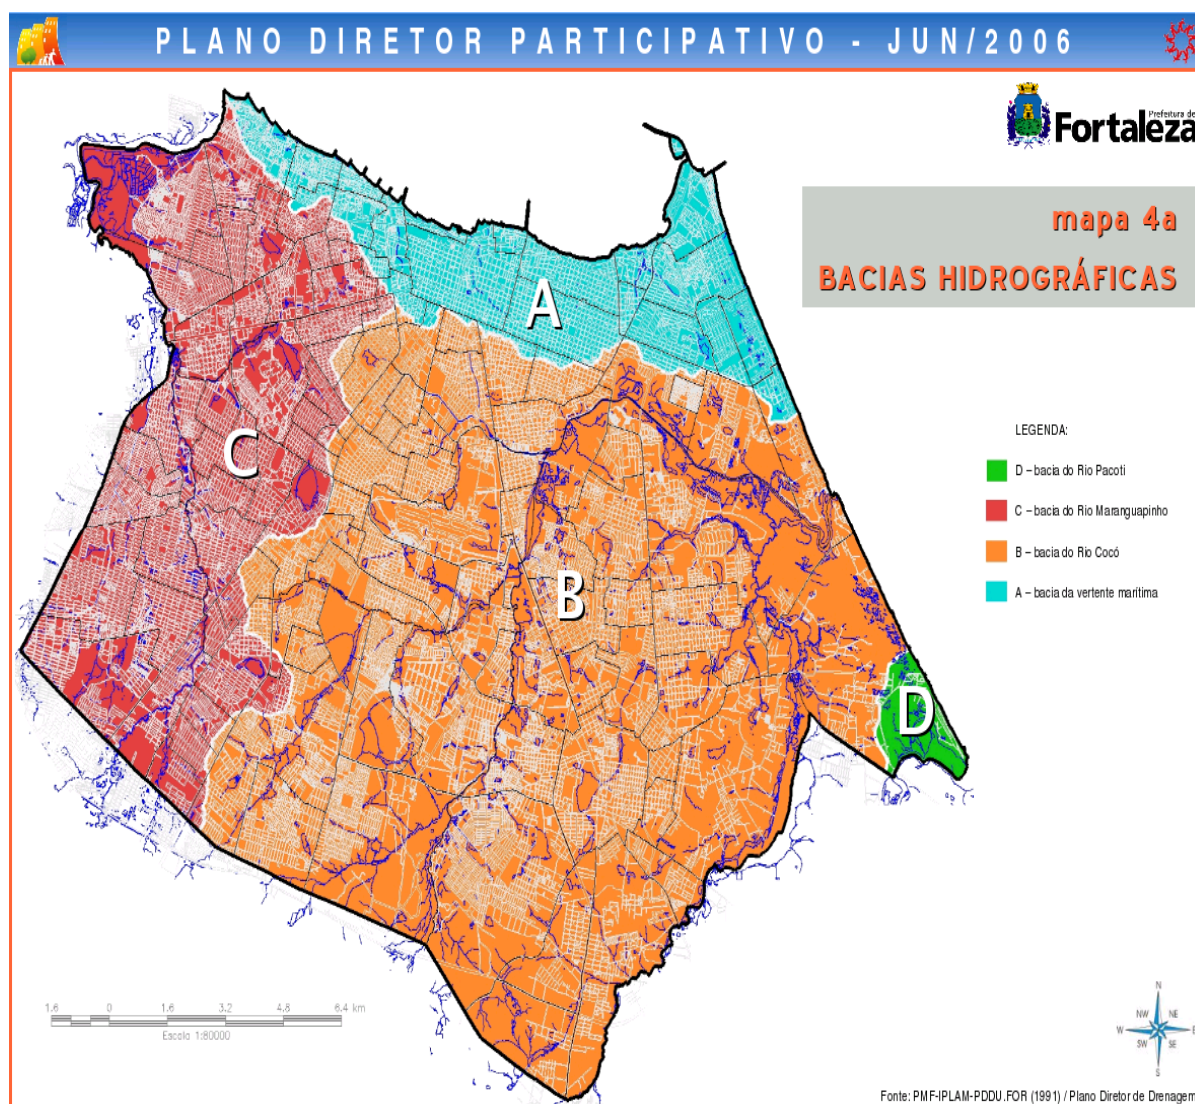 PLANO DIRETOR PARTICIPATIVO - JUN/2006
Prefeitura de
Fortaleza
mapa 4a
BACIAS HIDROGRÁFICAS
A
C
B
D
LEGENDA:
D – bacia do Rio Pacoti
C – bacia do Rio Maranguapinho
B – bacia do Rio Cocó
A – bacia da vertente marítima
1.6 0 1.6 3.2 4.8 6.4 km
Escala 1:80000
N
NW NE
W E
SW SE
S
Fonte: PMF-IPLAM-PDDU.FOR (1991) / Plano Diretor de Drenagem